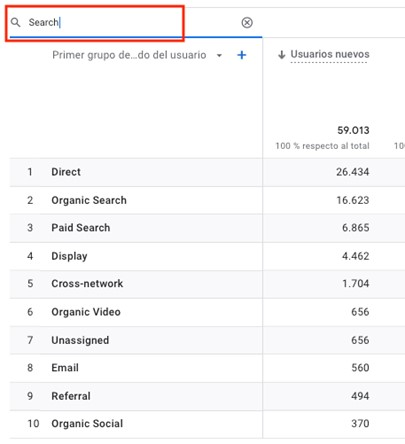 Search
Primer grupo de...do del usuario
Usuarios nuevos
59.013
100 % respecto al total
10
1 Direct 26.434
2 Organic Search 16.623
3 Paid Search 6.865
4 Display 4.462
5 Cross-network 1.704
6 Organic Video 656
7 Unassigned 656
8 Email 560
9 Referral 494
10 Organic Social 370